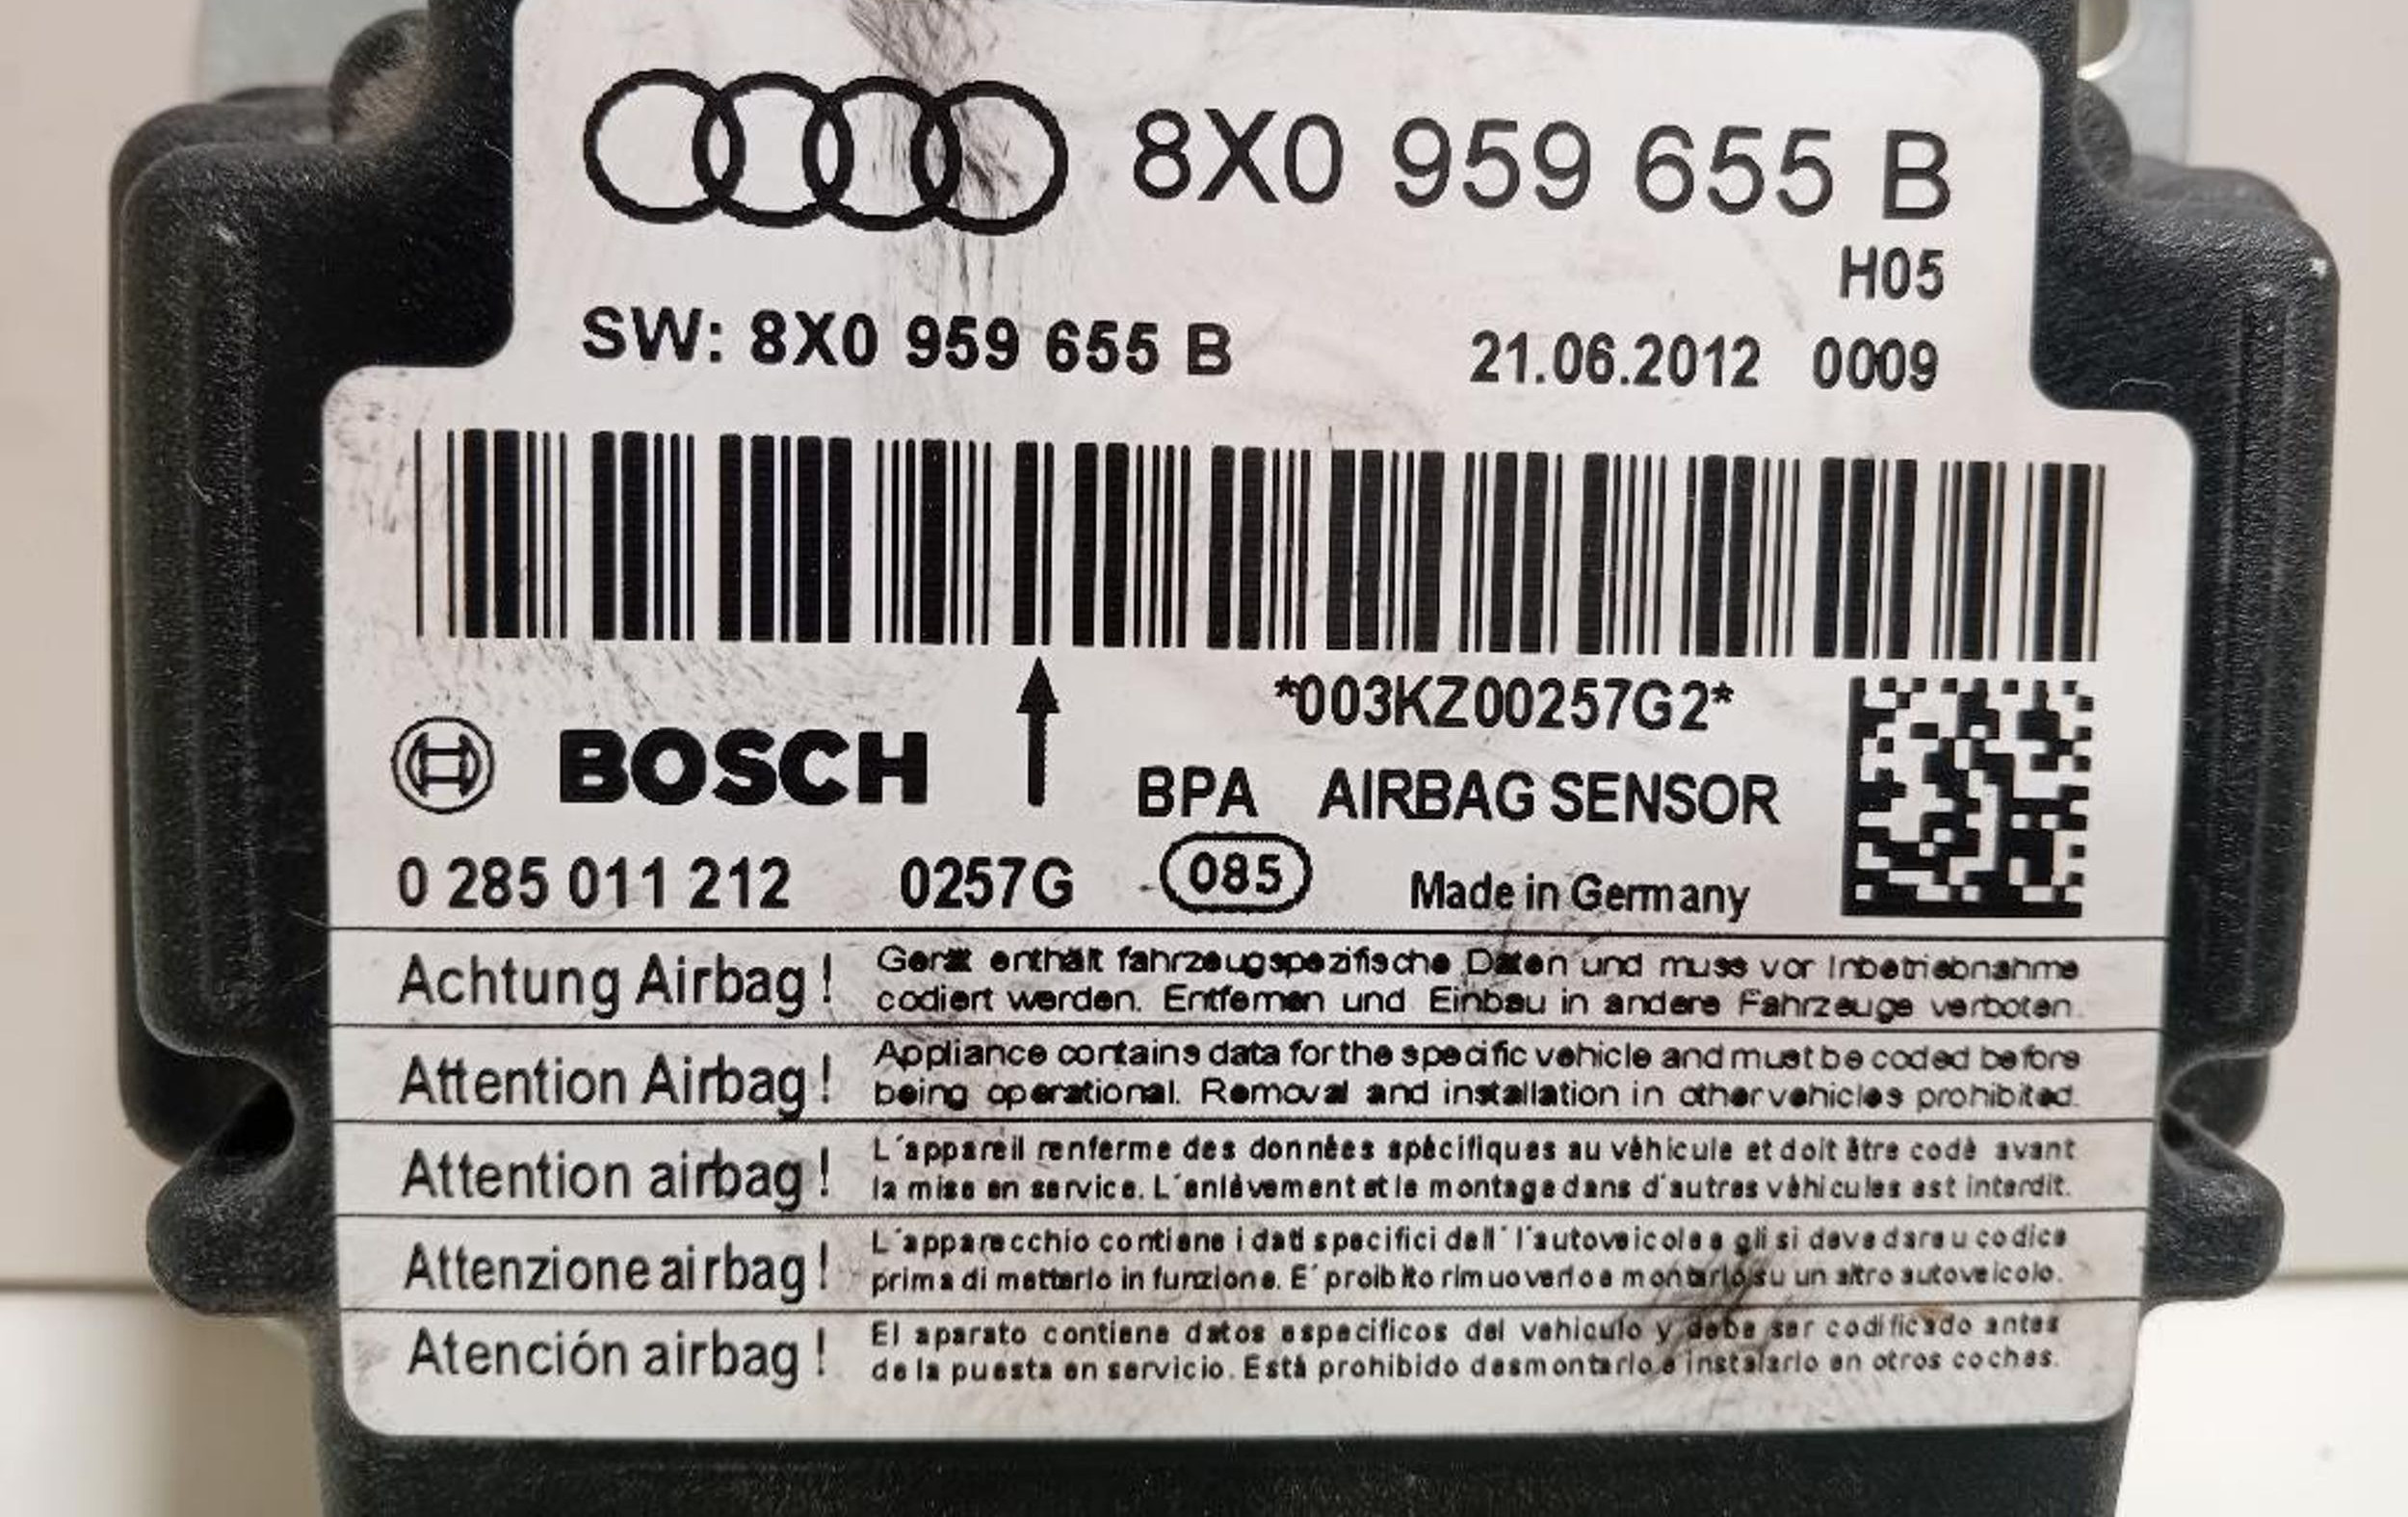 8X0 959 655 B
H05
SW: 8X0 959 655 B 21.06.2012 0009
*003KZ00257G2*
BOSCH BPA AIRBAG SENSOR
0 285 011 212 0257G 085 Made in Germany
Achtung Airbag! Gerät enthält fahrzeugspezifische Daten und muss vor Inbetriebnahme
codiert werden. Entfernen und Einbau in andere Fahrzeuge verboten.
Attention Airbag! Appliance contains data for the specific vehicle and must be coded before
being operational. Removal and installation in other vehicles prohibited.
Attention airbag! L´appareil renferme des données spécifiques au véhicule et doit être codé avant
la mise en service. L´enlèvement et le montage dans d'autres véhicules est interdit.
Attenzione airbag! L´apparecchio contiene i dati specifici dell´ l´autoveicolo e gli si deve dare u codice
prima di metterlo in funzione. E´ proibito rimuoverlo e montarlo su un altro autoveicolo.
Atención airbag! El aparato contiene datos especificos del vehiculo y debe ser codificado antes
de la puesta en servicio. Está prohibido desmontarlo e instalarlo en otros coches.